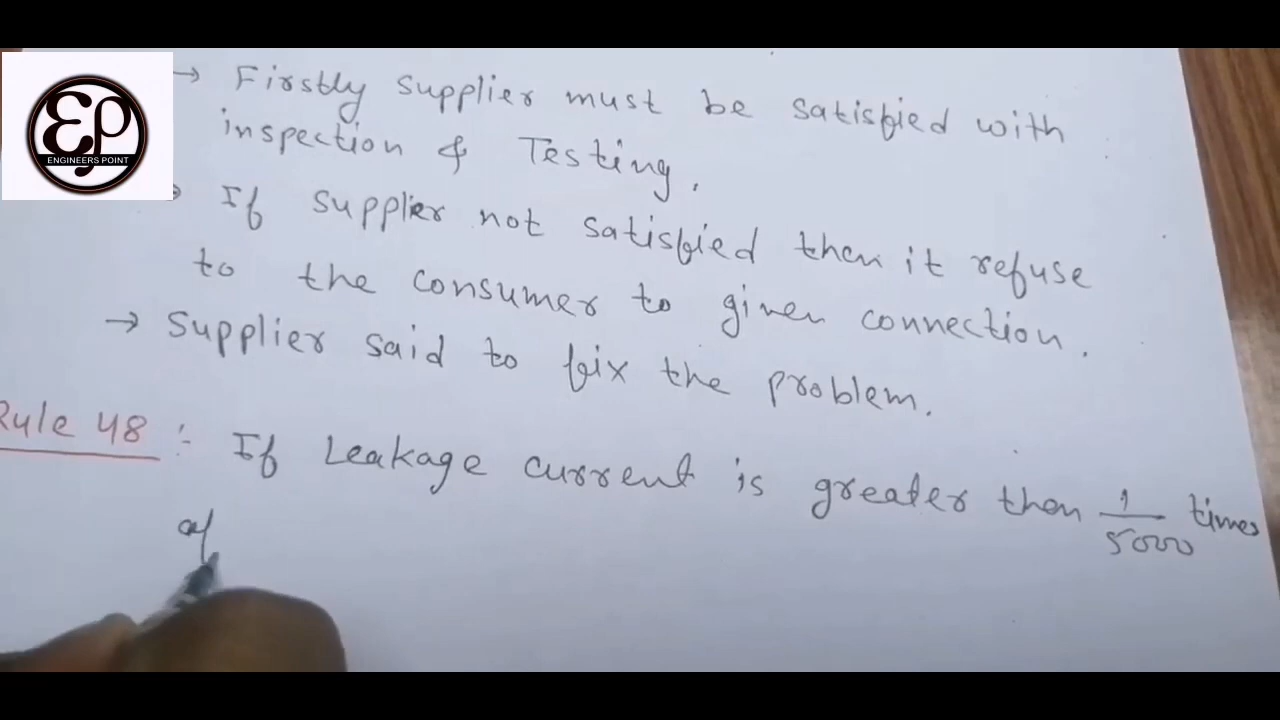 EP
ENGINEERS POINT
→ Firstly supplier must be satisfied with
inspection & Testing.
→ If supplier not satisfied then it refuse
to the consumer to given connection.
→ Supplier said to fix the problem.
Rule 48 :- If Leakage current is greater then 1/5000 times
of